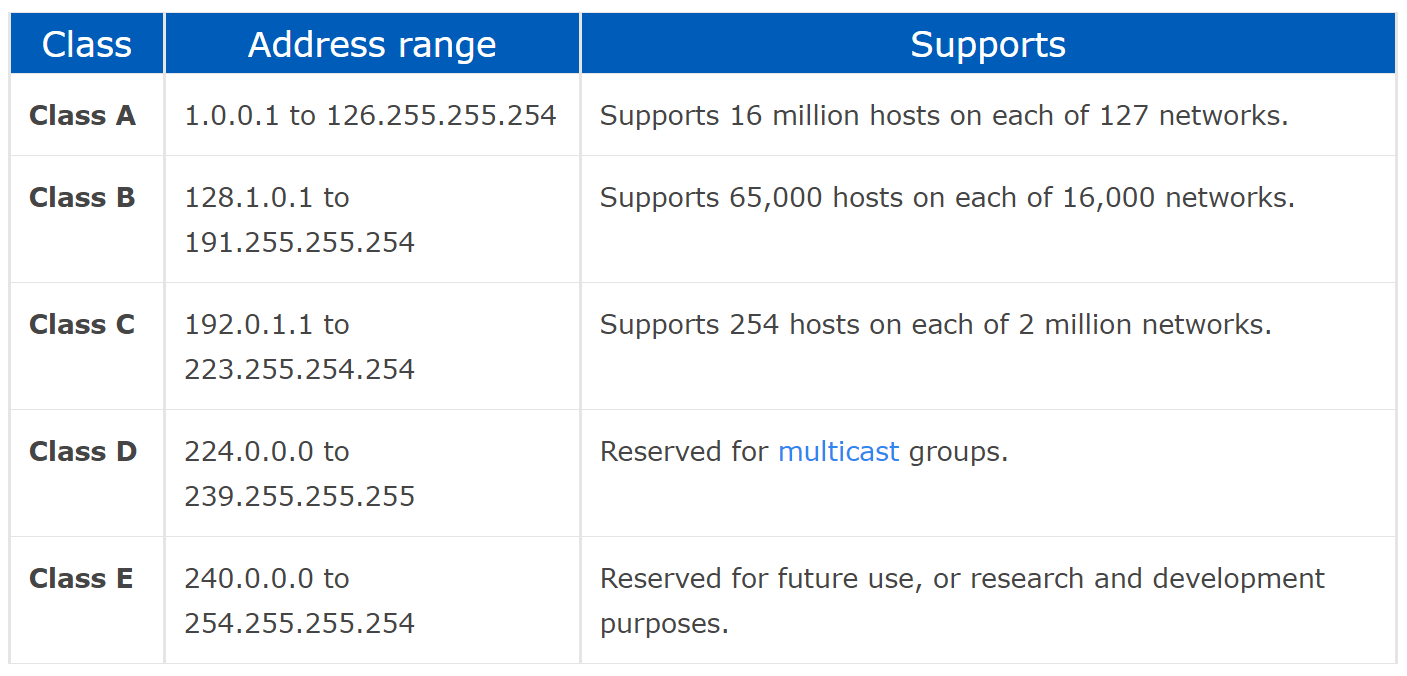 Class Address range Supports
Class A 1.0.0.1 to 126.255.255.254 Supports 16 million hosts on each of 127 networks.
Class B 128.1.0.1 to Supports 65,000 hosts on each of 16,000 networks.
191.255.255.254
Class C 192.0.1.1 to Supports 254 hosts on each of 2 million networks.
223.255.254.254
Class D 224.0.0.0 to Reserved for multicast groups.
239.255.255.255
Class E 240.0.0.0 to Reserved for future use, or research and development
254.255.255.254 purposes.